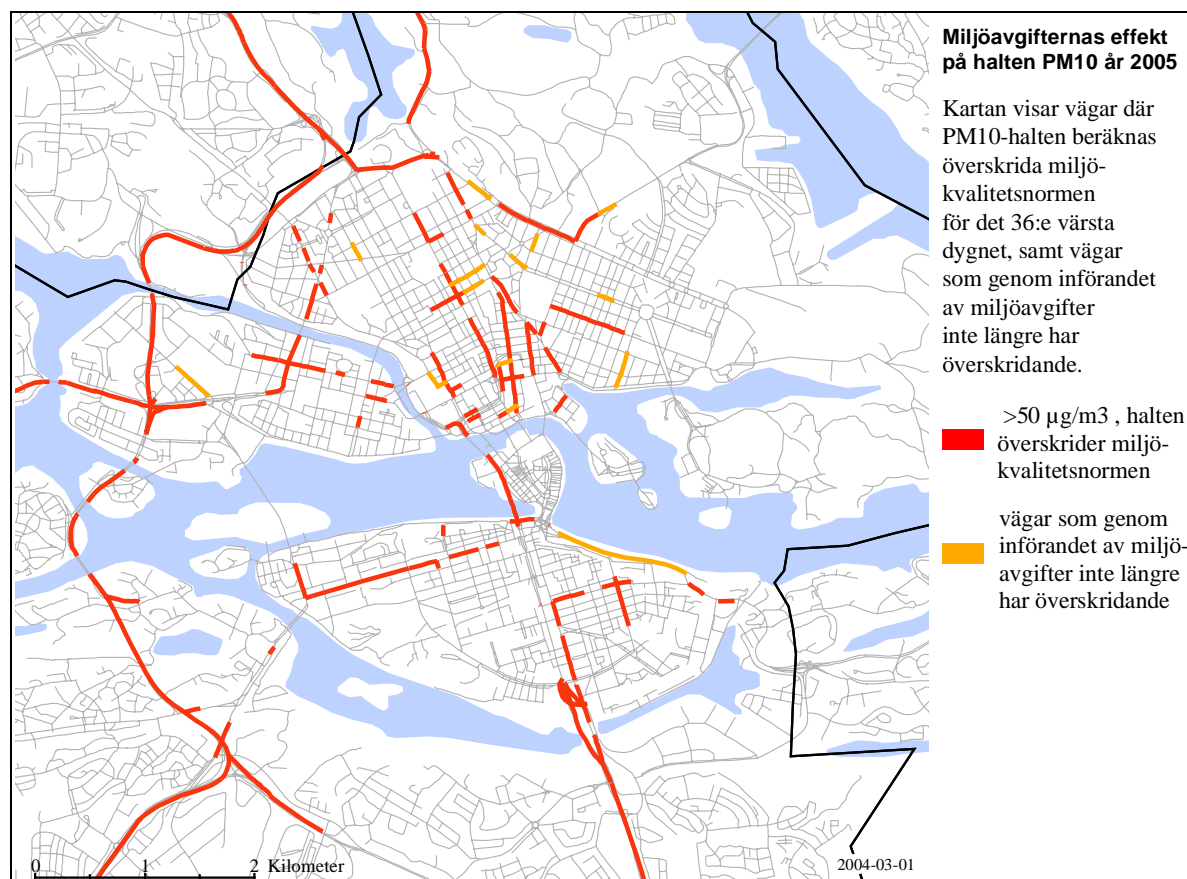 Miljöavgifternas effekt
på halten PM10 år 2005
Kartan visar vägar där
PM10-halten beräknas
överskrida miljö-
kvalitetsnormen
för det 36:e värsta
dygnet, samt vägar
som genom införandet
av miljöavgifter
inte längre har
överskridande.
>50 µg/m3 , halten
överskrider miljö-
kvalitetsnormen
vägar som genom
införandet av miljö-
avgifter inte längre
har överskridande
0 1 2 Kilometer
2004-03-01